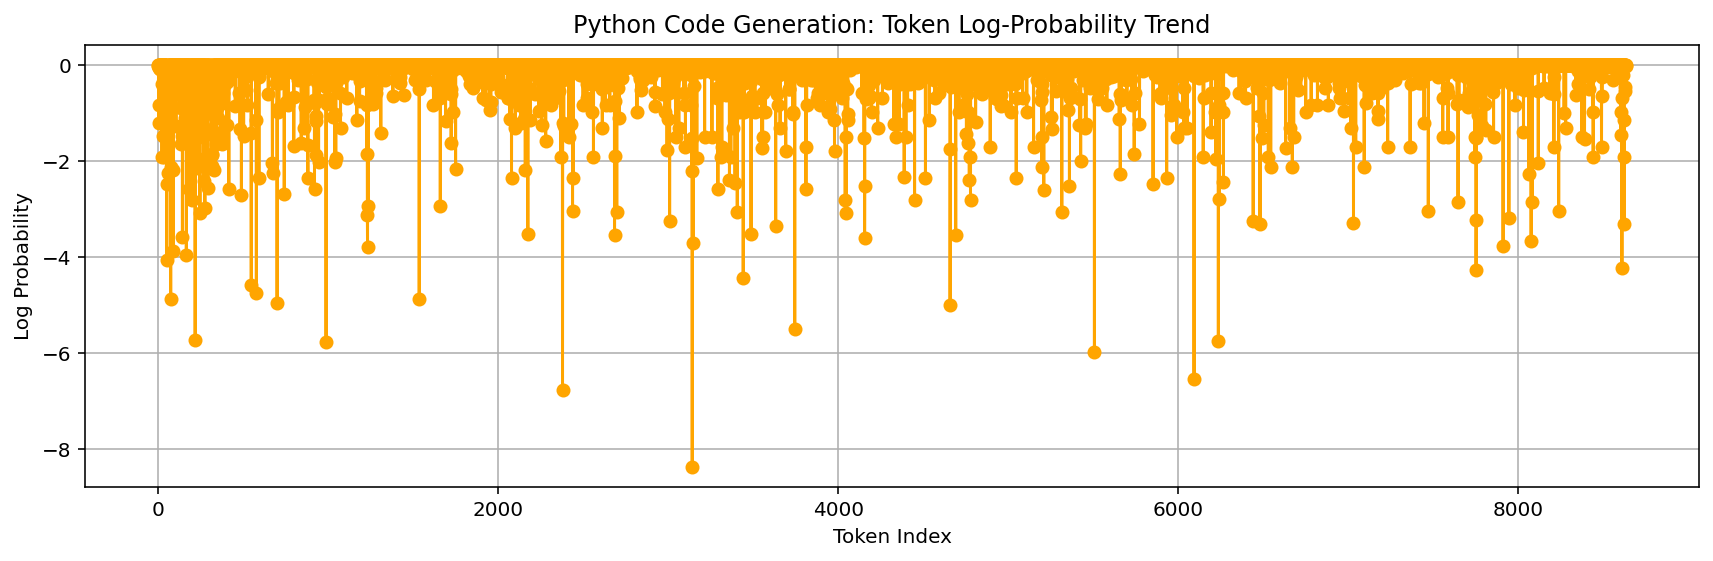 Python Code Generation: Token Log-Probability Trend
0
−2
−4
−6
−8
Log Probability
0 2000 4000 6000 8000
Token Index